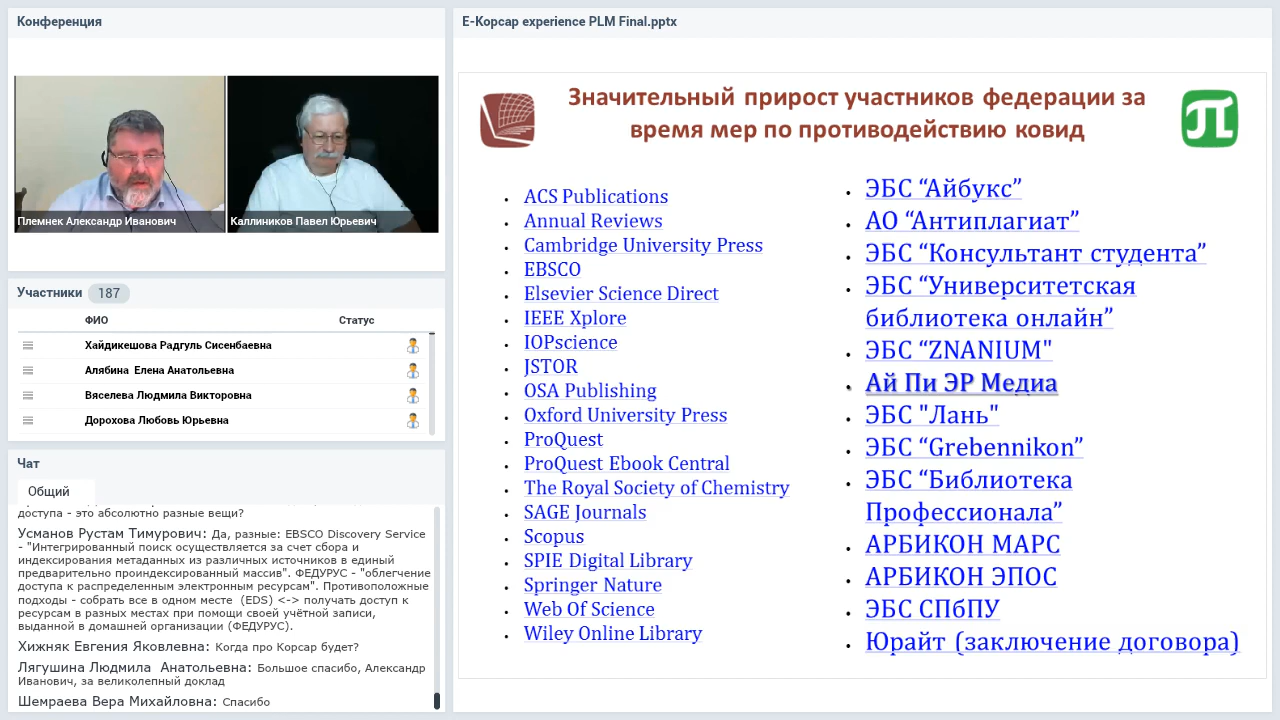 Конференция
Племнек Александр Иванович
Каллиников Павел Юрьевич
Участники 187
ФИО Статус
Хайдикешова Радгуль Сисенбаевна
Алябина Елена Анатольевна
Вяселева Людмила Викторовна
Дорохова Любовь Юрьевна
Чат
Общий
доступа - это абсолютно разные вещи?
Усманов Рустам Тимурович: Да, разные: EBSCO Discovery Service
- "Интегрированный поиск осуществляется за счет сбора и
индексирования метаданных из различных источников в единый
предварительно проиндексированный массив". ФЕДУРУС - "облегчение
доступа к распределенным электронным ресурсам". Противоположные
подходы - собрать все в одном месте (EDS) <-> получать доступ к
ресурсам в разных местах при помощи своей учётной записи,
выданной в домашней организации (ФЕДУРУС).
Хижняк Евгения Яковлевна: Когда про Корсар будет?
Лягушина Людмила Анатольевна: Большое спасибо, Александр
Иванович, за великолепный доклад
Шемраева Вера Михайловна: Спасибо
E-Корсар experience PLM Final.pptx
Значительный прирост участников федерации за
время мер по противодействию ковид
ACS Publications
Annual Reviews
Cambridge University Press
EBSCO
Elsevier Science Direct
IEEE Xplore
IOPscience
JSTOR
OSA Publishing
Oxford University Press
ProQuest
ProQuest Ebook Central
The Royal Society of Chemistry
SAGE Journals
Scopus
SPIE Digital Library
Springer Nature
Web Of Science
Wiley Online Library
ЭБС “Айбукс”
АО “Антиплагиат”
ЭБС “Консультант студента”
ЭБС “Университетская
библиотека онлайн”
ЭБС “ZNANIUM"
Ай Пи ЭР Медиа
ЭБС "Лань"
ЭБС “Grebennikon”
ЭБС “Библиотека
Профессионала”
АРБИКОН МАРС
АРБИКОН ЭПОС
ЭБС СПбПУ
Юрайт (заключение договора)